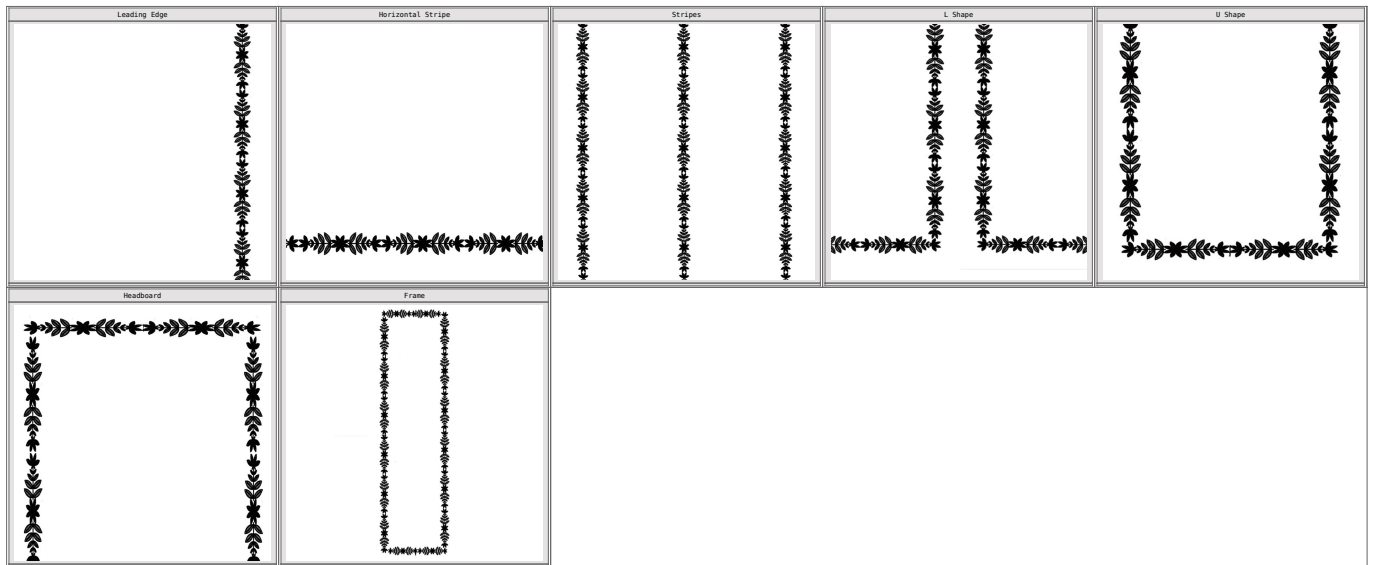 Leading Edge
Horizontal Stripe
Stripes
L Shape
U Shape
Headboard
Frame